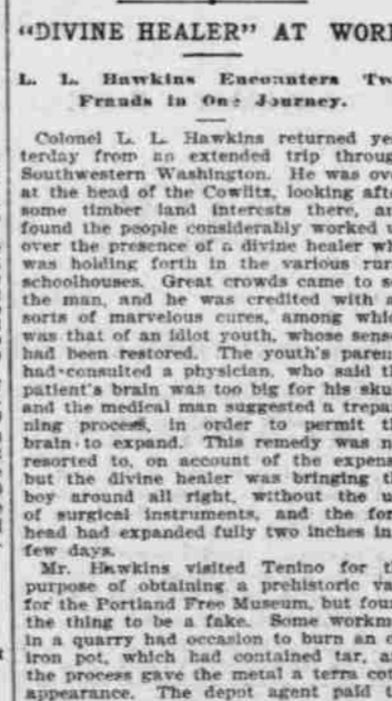 "DIVINE HEALER" AT WOR
L. L. Hawkins Encounters Tw
Frauds in One Journey.
Colonel L. L. Hawkins returned ye
terday from an extended trip throug
Southwestern Washington. He was ov
at the head of the Cowlitz, looking aft
some timber land interests there, an
found the people considerably worked u
over the presence of a divine healer wh
was holding forth in the various rur
schoolhouses. Great crowds came to s
the man, and he was credited with
sorts of marvelous cures, among whic
was that of an idiot youth, whose sens
had been restored. The youth's paren
had consulted a physician, who said th
patient's brain was too big for his sku
and the medical man suggested a trepa
ning process, in order to permit th
brain to expand. This remedy was n
resorted to, on account of the expens
but the divine healer was bringing th
boy around all right, without the u
of surgical instruments, and the for
head had expanded fully two inches in
few days.
Mr. Hawkins visited Tenino for th
purpose of obtaining a prehistoric va
for the Portland Free Museum, but foun
the thing to be a fake. Some workm
in a quarry had occasion to burn an o
iron pot, which had contained tar, a
the process gave the metal a terra cot
appearance. The depot agent paid